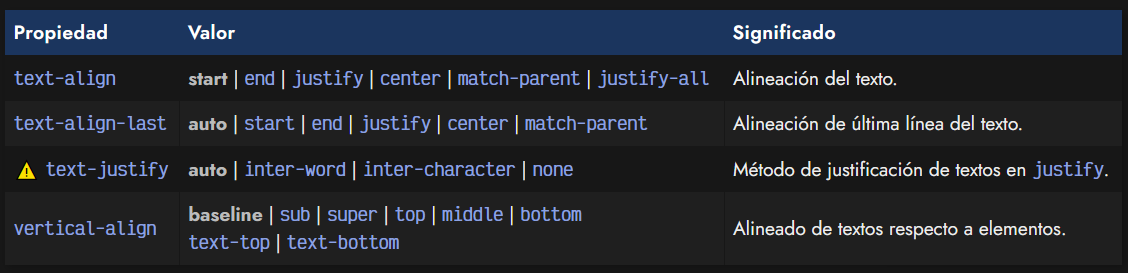 Propiedad Valor Significado
text-align start | end | justify | center | match-parent | justify-all Alineación del texto.
text-align-last auto | start | end | justify | center | match-parent Alineación de última línea del texto.
⚠️ text-justify auto | inter-word | inter-character | none Método de justificación de textos en justify.
vertical-align baseline | sub | super | top | middle | bottom
text-top | text-bottom Alineado de textos respecto a elementos.